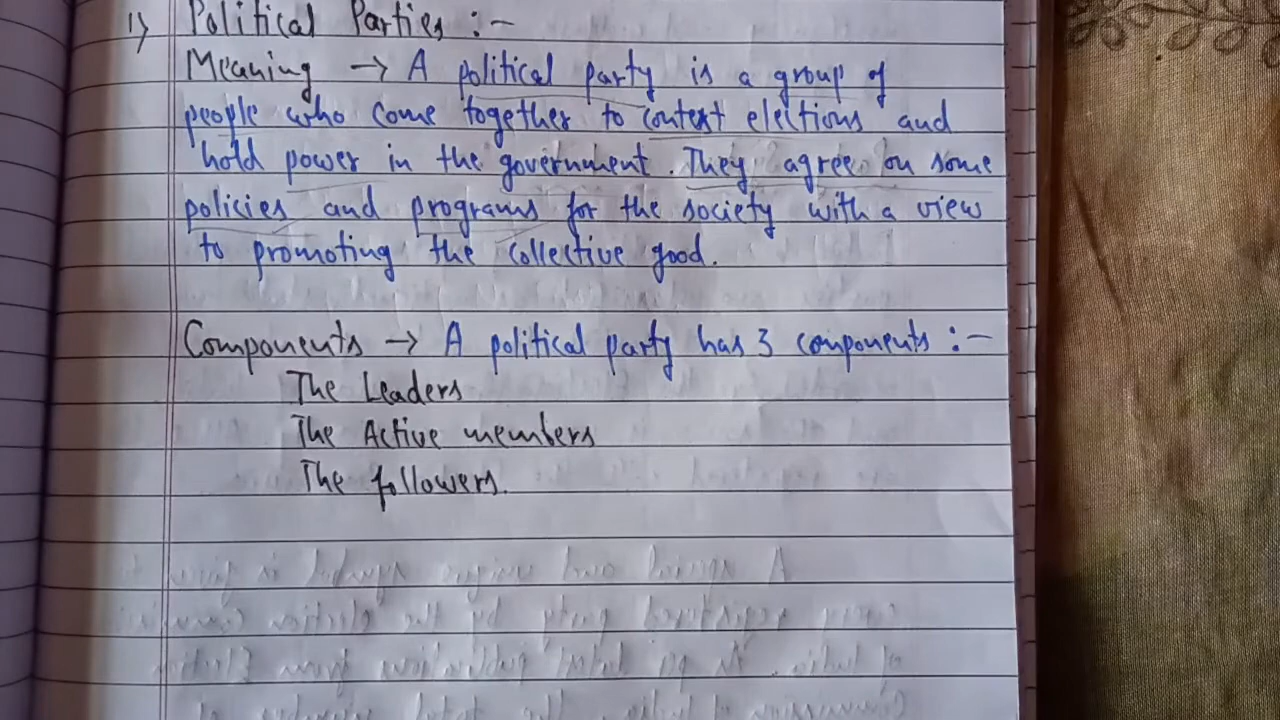 1) Political Parties :-
Meaning → A political party is a group of
people who come together to contest elections and
hold power in the government. They agree on some
policies and programs for the society with a view
to promoting the collective good.
Components → A political party has 3 components :-
The Leaders
The Active members
The followers.